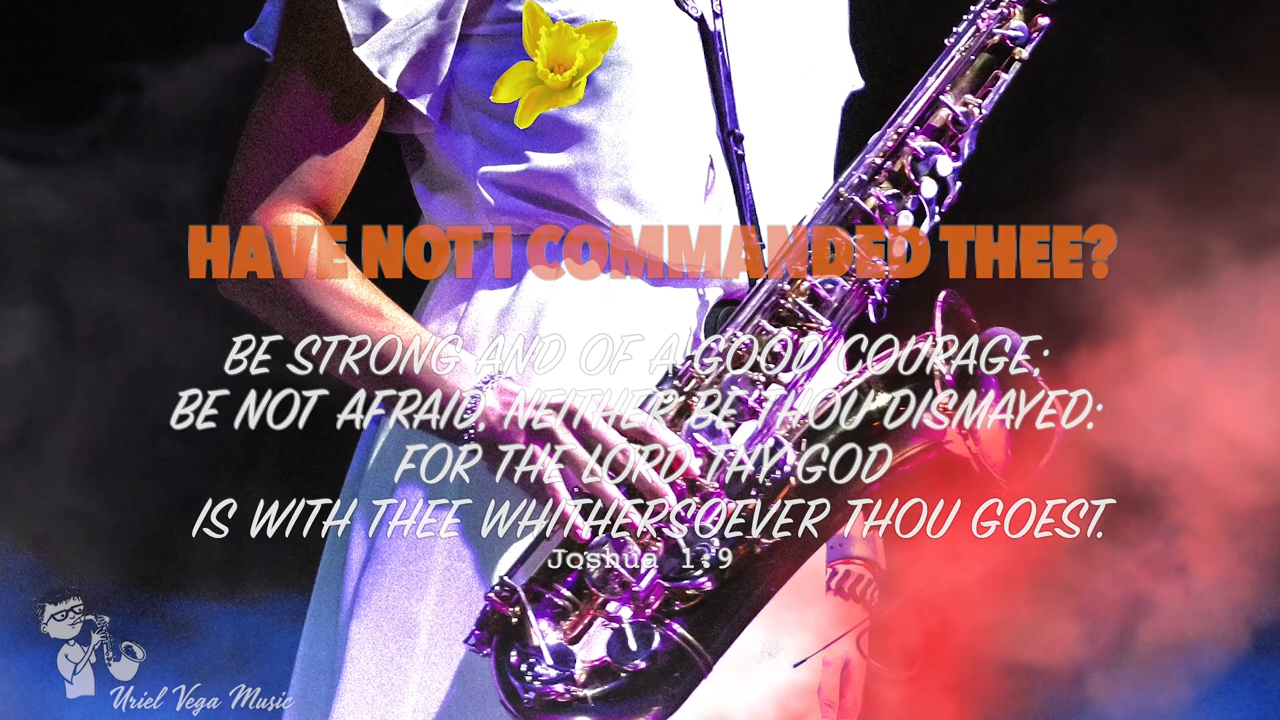 HAVE NOT I COMMANDED THEE?
BE STRONG AND OF A GOOD COURAGE;
BE NOT AFRAID, NEITHER BE THOU DISMAYED:
FOR THE LORD THY GOD
IS WITH THEE WHITHERSOEVER THOU GOEST.
Joshua 1:9
Uriel Vega Music